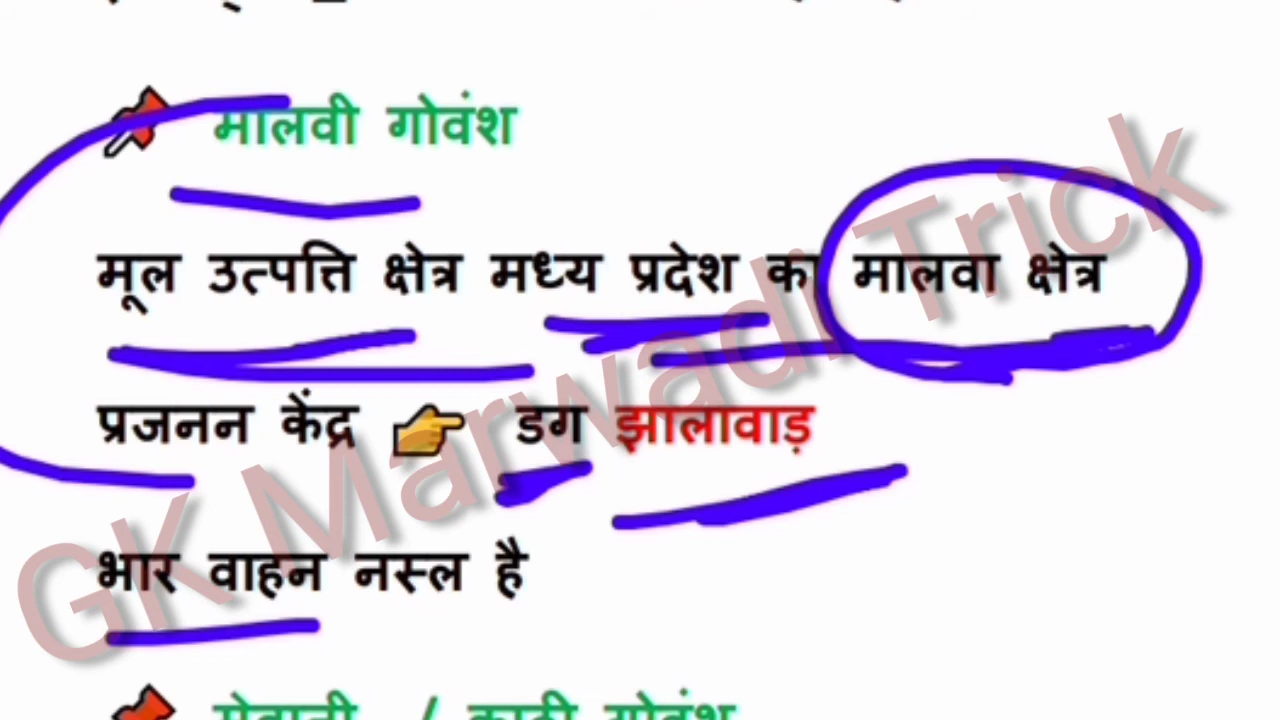 मालवी गोवंश
मूल उत्पत्ति क्षेत्र मध्य प्रदेश का मालवा क्षेत्र
प्रजनन केंद्र 👉 डग झालावाड़
भार वाहन नस्ल है
GK Marwadi Trick